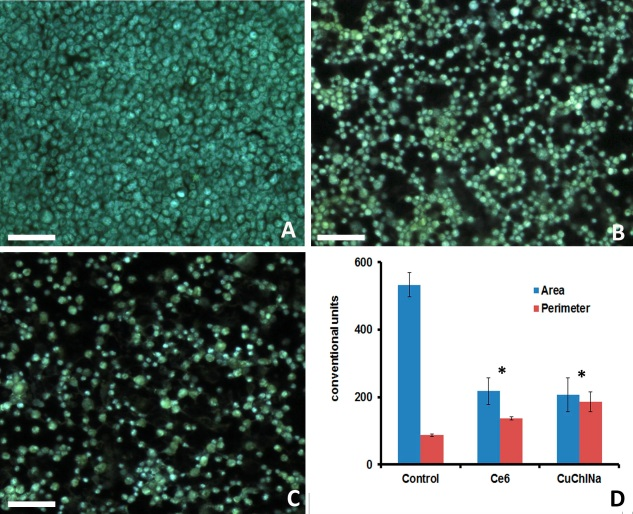 A
B
C
600
400
200
0
conventional units
Area
Perimeter
*
*
Control
Ce6
CuChlNa
D